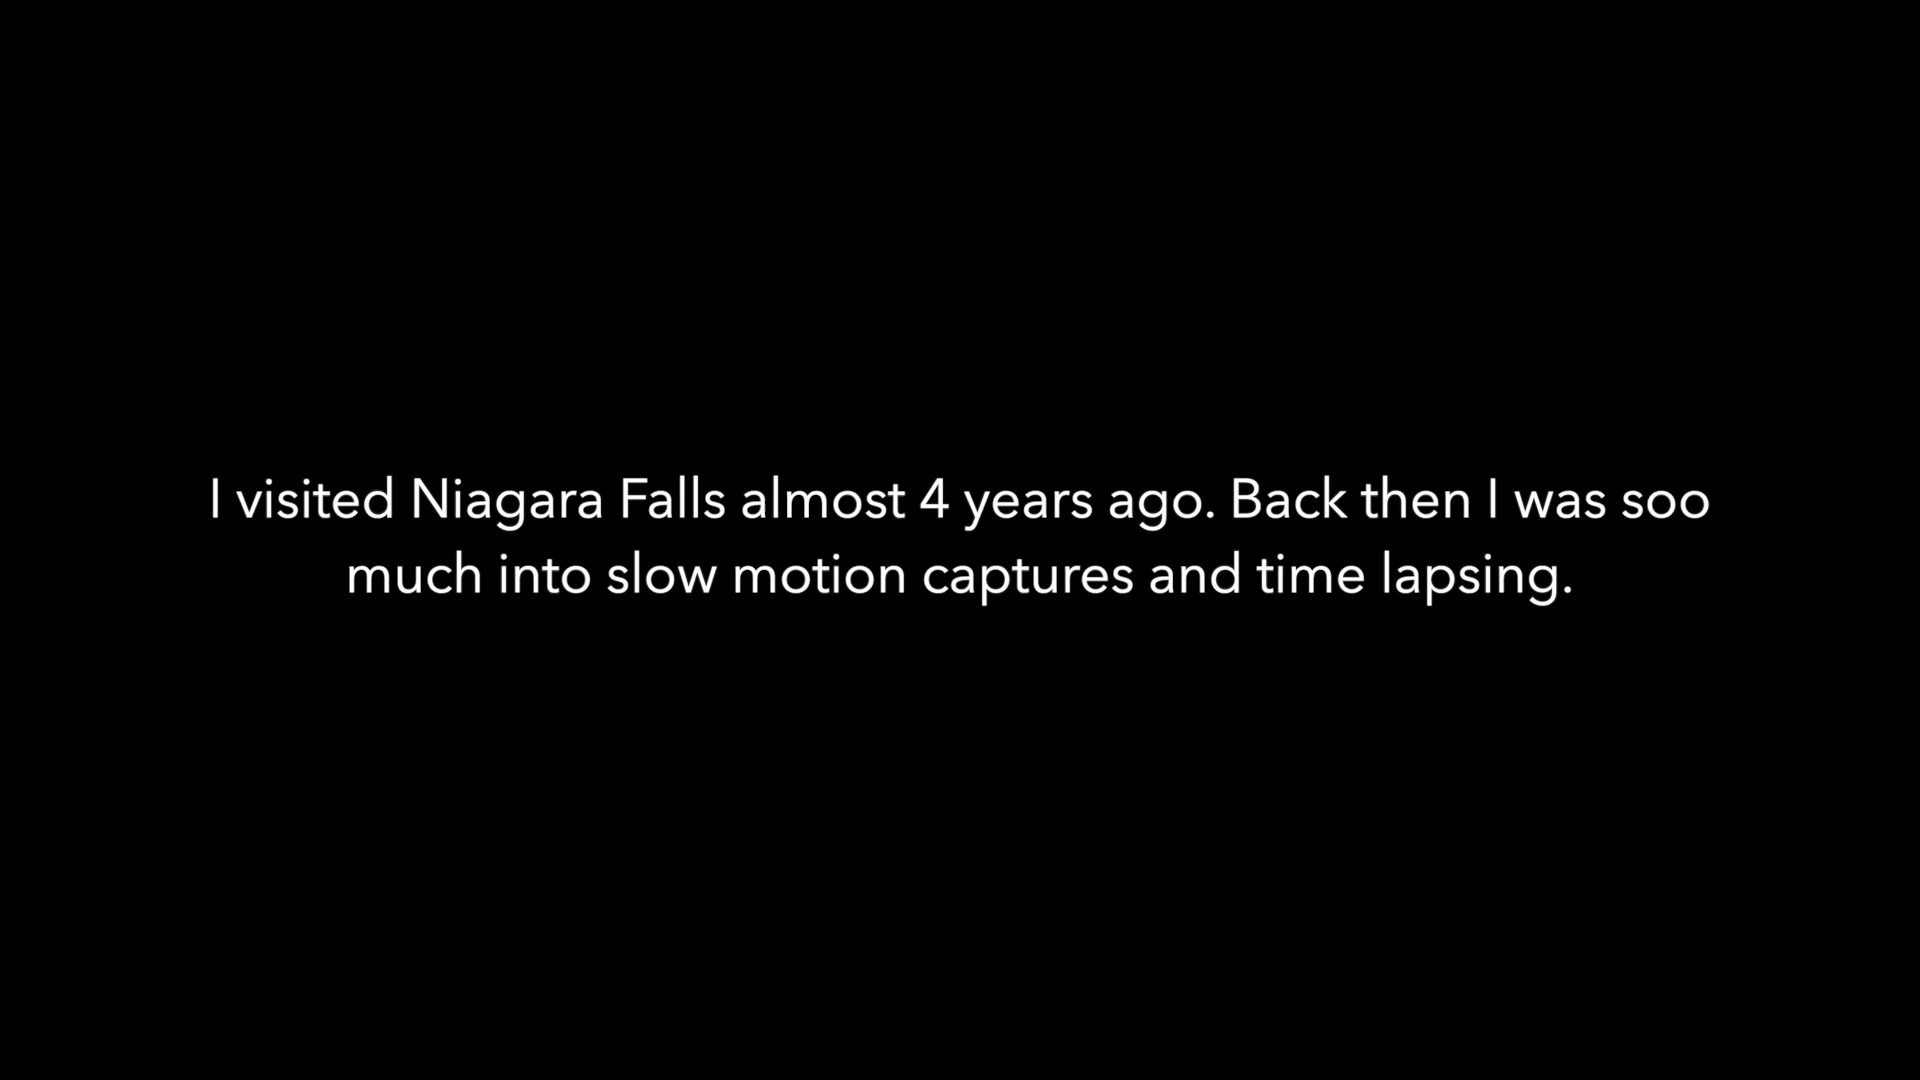 I visited Niagara Falls almost 4 years ago. Back then I was soo
much into slow motion captures and time lapsing.